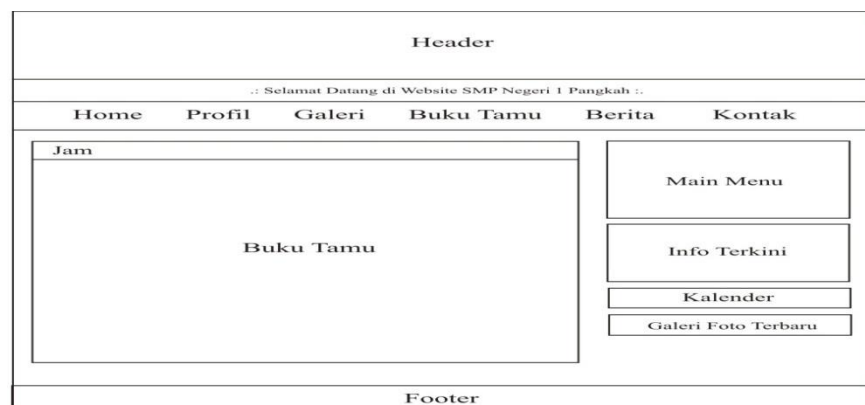 Header
.: Selamat Datang di Website SMP Negeri 1 Pangkah :.
Home Profil Galeri Buku Tamu Berita Kontak
Jam
Buku Tamu
Main Menu
Info Terkini
Kalender
Galeri Foto Terbaru
Footer